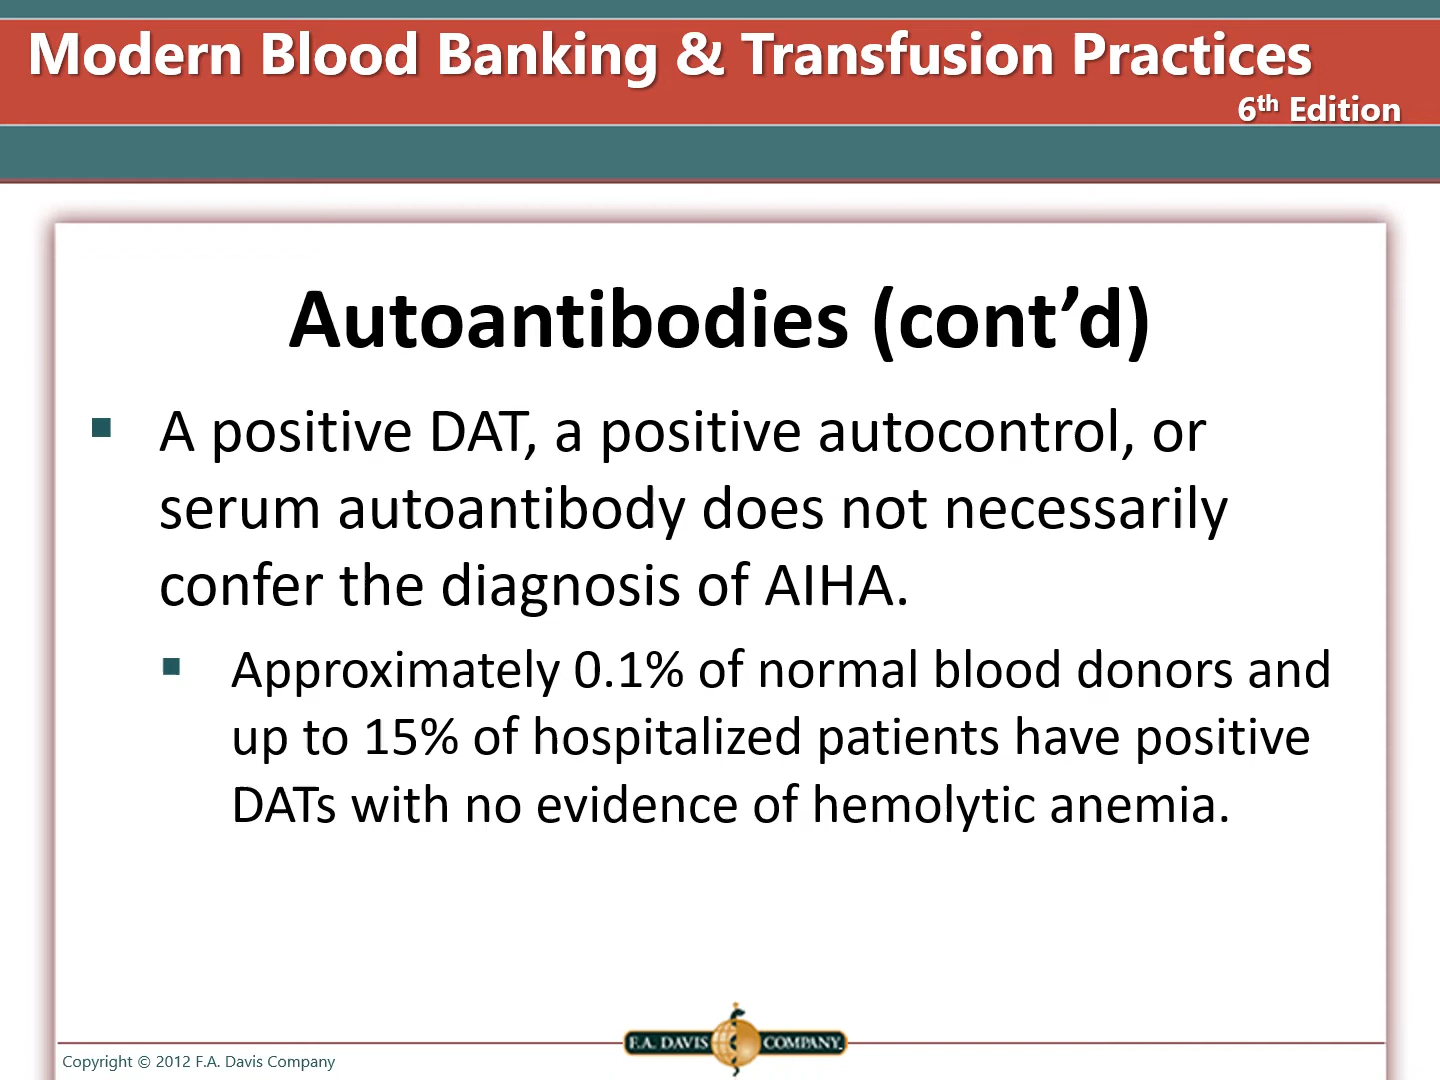 Modern Blood Banking & Transfusion Practices
6th Edition
Autoantibodies (cont’d)
▪ A positive DAT, a positive autocontrol, or
serum autoantibody does not necessarily
confer the diagnosis of AIHA.
▪ Approximately 0.1% of normal blood donors and
up to 15% of hospitalized patients have positive
DATs with no evidence of hemolytic anemia.
F.A. DAVIS COMPANY
Copyright © 2012 F.A. Davis Company